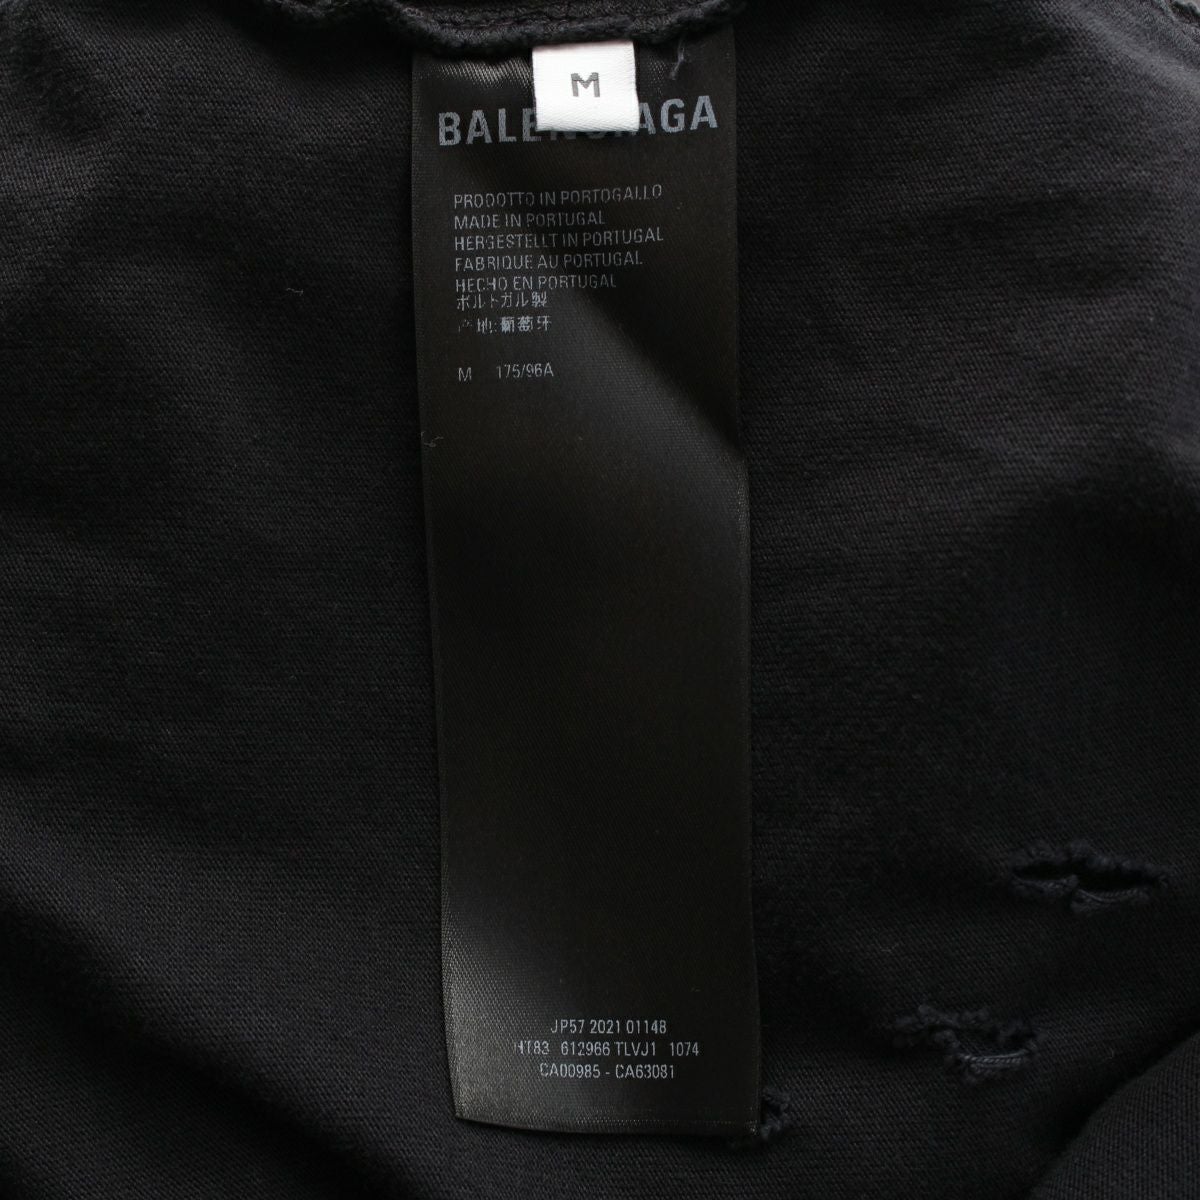 M
BALENCIAGA
PRODOTTO IN PORTOGALLO
MADE IN PORTUGAL
HERGESTELLT IN PORTUGAL
FABRIQUE AU PORTUGAL
HECHO EN PORTUGAL
ポルトガル製
产地:葡萄牙
M 175/96A
JP57 2021 01148
HT83 612966 TLVJ1 1074
CA00985 - CA63081